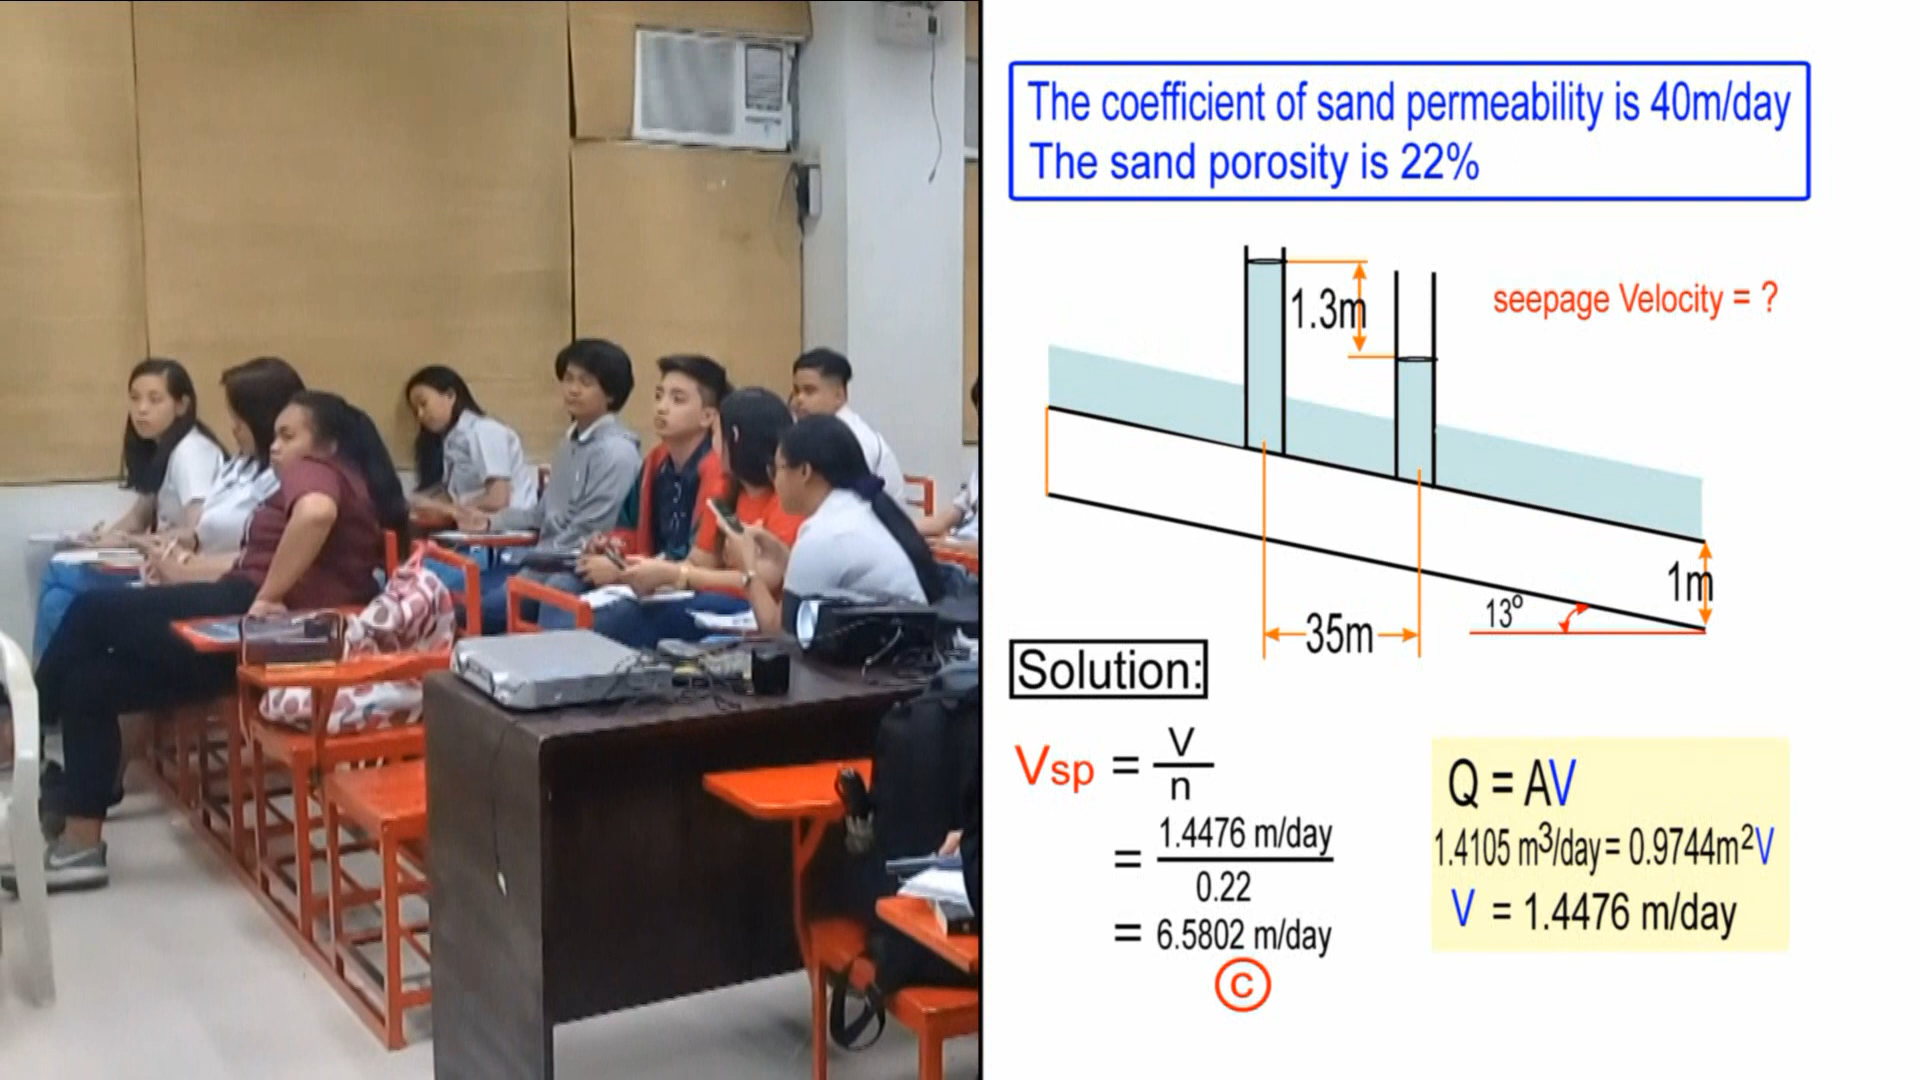 The coefficient of sand permeability is 40m/day
The sand porosity is 22%
1.3m
seepage Velocity = ?
1m
13°
35m
Solution:
Vsp = V/n
= 1.4476 m/day / 0.22
= 6.5802 m/day
C
Q = AV
1.4105 m³/day = 0.9744m²V
V = 1.4476 m/day